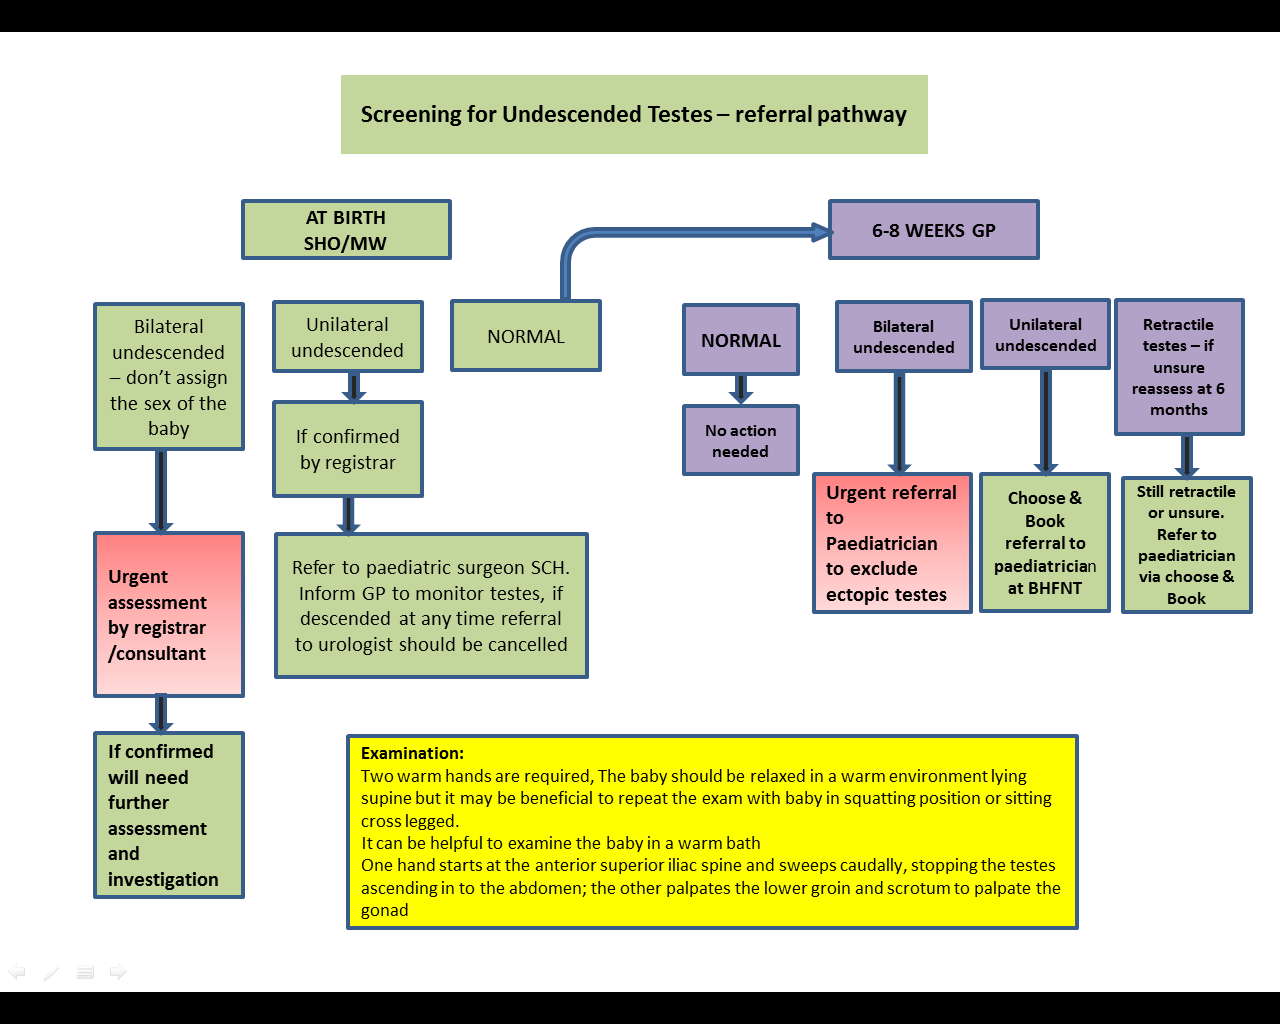 Screening for Undescended Testes – referral pathway
AT BIRTH
SHO/MW
6-8 WEEKS GP
Bilateral
undescended
– don't assign
the sex of the
baby
Urgent
assessment
by registrar
/consultant
If confirmed
will need
further
assessment
and
investigation
Unilateral
undescended
If confirmed
by registrar
Refer to paediatric surgeon SCH.
Inform GP to monitor testes, if
descended at any time referral
to urologist should be cancelled
NORMAL
NORMAL
No action
needed
Bilateral
undescended
Urgent referral
to
Paediatrician
to exclude
ectopic testes
Unilateral
undescended
Choose &
Book
referral to
paediatrician
at BHFNT
Retractile
testes – if
unsure
reassess at 6
months
Still retractile
or unsure.
Refer to
paediatrician
via choose &
Book
Examination:
Two warm hands are required, The baby should be relaxed in a warm environment lying
supine but it may be beneficial to repeat the exam with baby in squatting position or sitting
cross legged.
It can be helpful to examine the baby in a warm bath
One hand starts at the anterior superior iliac spine and sweeps caudally, stopping the testes
ascending in to the abdomen; the other palpates the lower groin and scrotum to palpate the
gonad